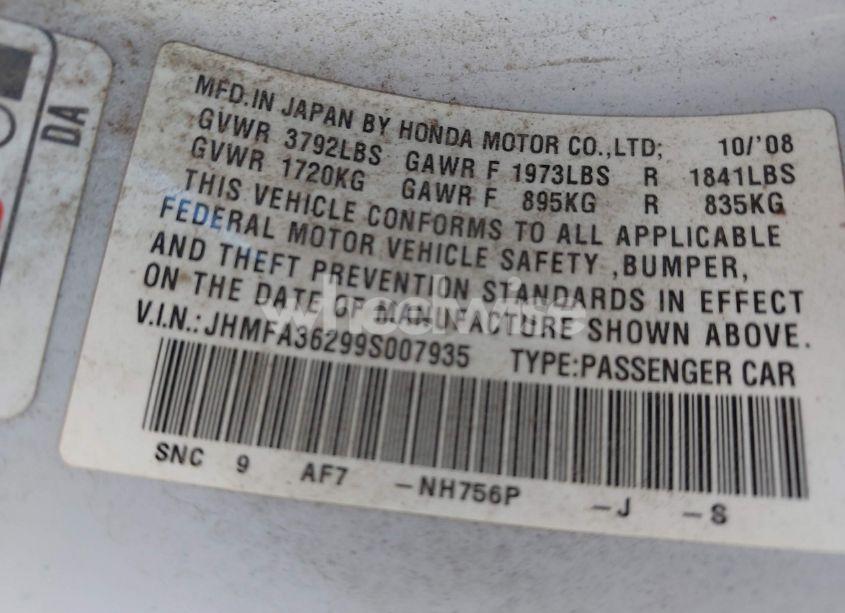 DA
MFD.IN JAPAN BY HONDA MOTOR CO.,LTD; 10/'08
GVWR 3792LBS GAWR F 1973LBS R 1841LBS
GVWR 1720KG GAWR F 895KG R 835KG
THIS VEHICLE CONFORMS TO ALL APPLICABLE
FEDERAL MOTOR VEHICLE SAFETY ,BUMPER,
AND THEFT PREVENTION STANDARDS IN EFFECT
ON THE DATE OF MANUFACTURE SHOWN ABOVE.
V.I.N.:JHMFA36299S007935 TYPE:PASSENGER CAR
SNC 9 AF7 -NH756P -J -S
wheelwise